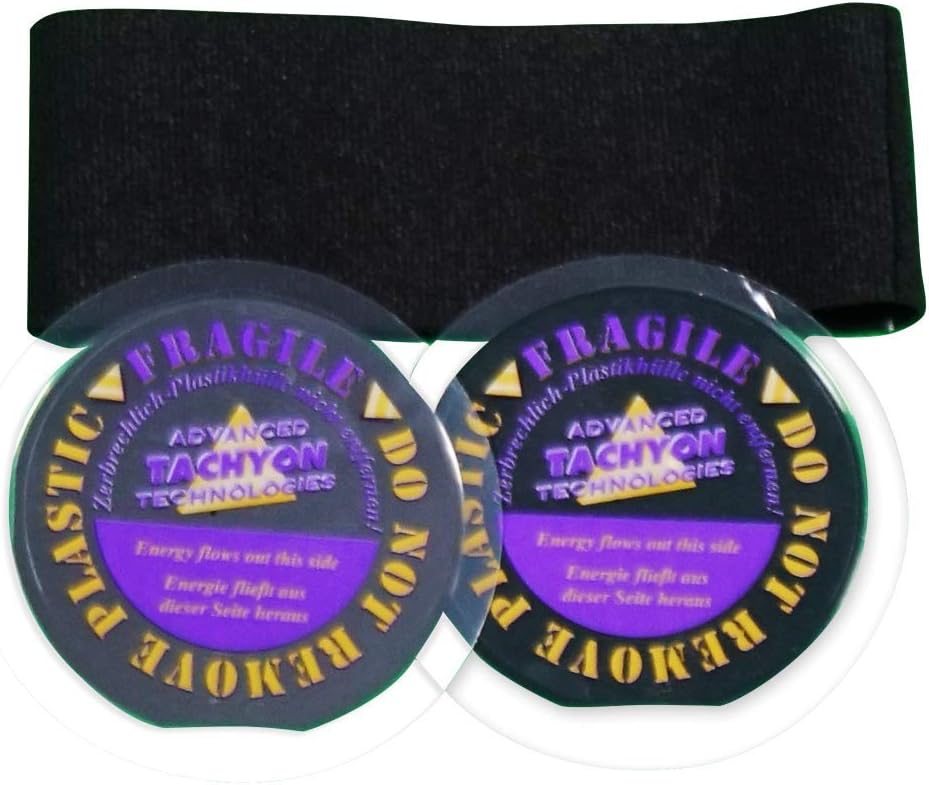 FRAGILE
DO NOT REMOVE PLASTIC
Zerbrechlich-Plastikhülle nicht entfernen!
ADVANCED
TACHYON
TECHNOLOGIES
Energy flows out this side
Energie fließt aus
dieser Seite heraus
FRAGILE
DO NOT REMOVE PLASTIC
Zerbrechlich-Plastikhülle nicht entfernen!
ADVANCED
TACHYON
TECHNOLOGIES
Energy flows out this side
Energie fließt aus
dieser Seite heraus